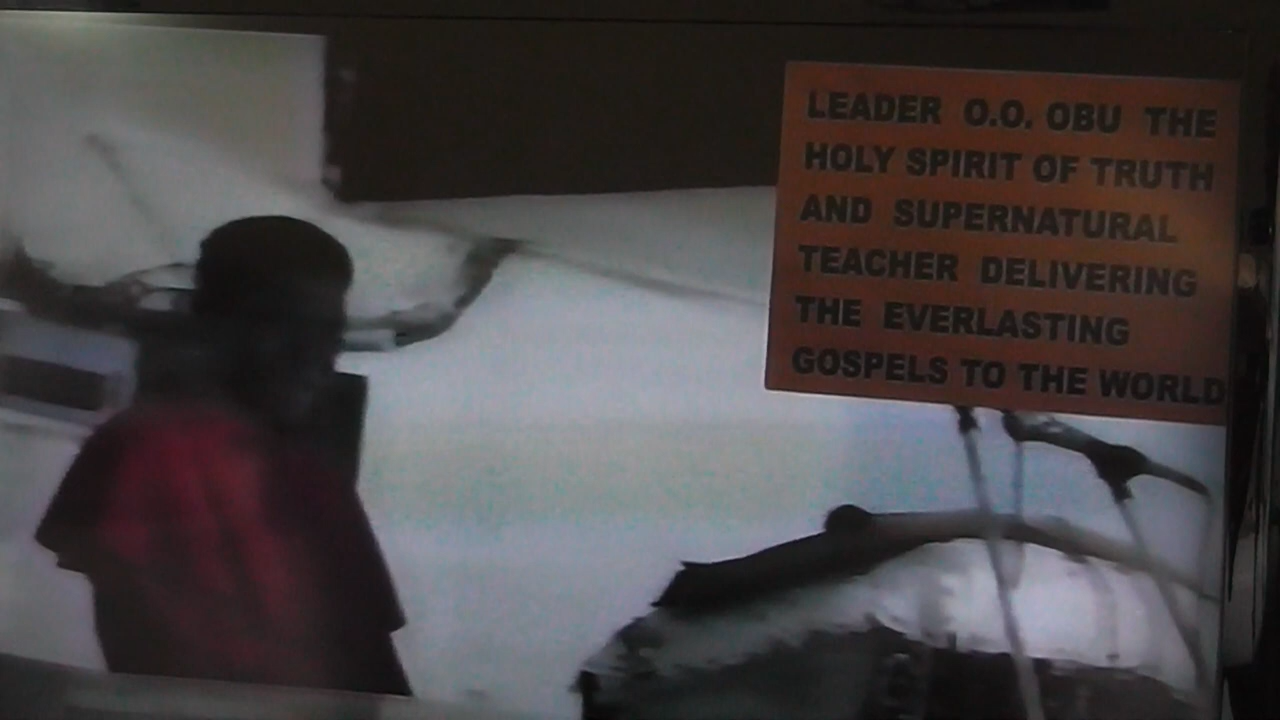 LEADER O.O. OBU THE
HOLY SPIRIT OF TRUTH
AND SUPERNATURAL
TEACHER DELIVERING
THE EVERLASTING
GOSPELS TO THE WORLD